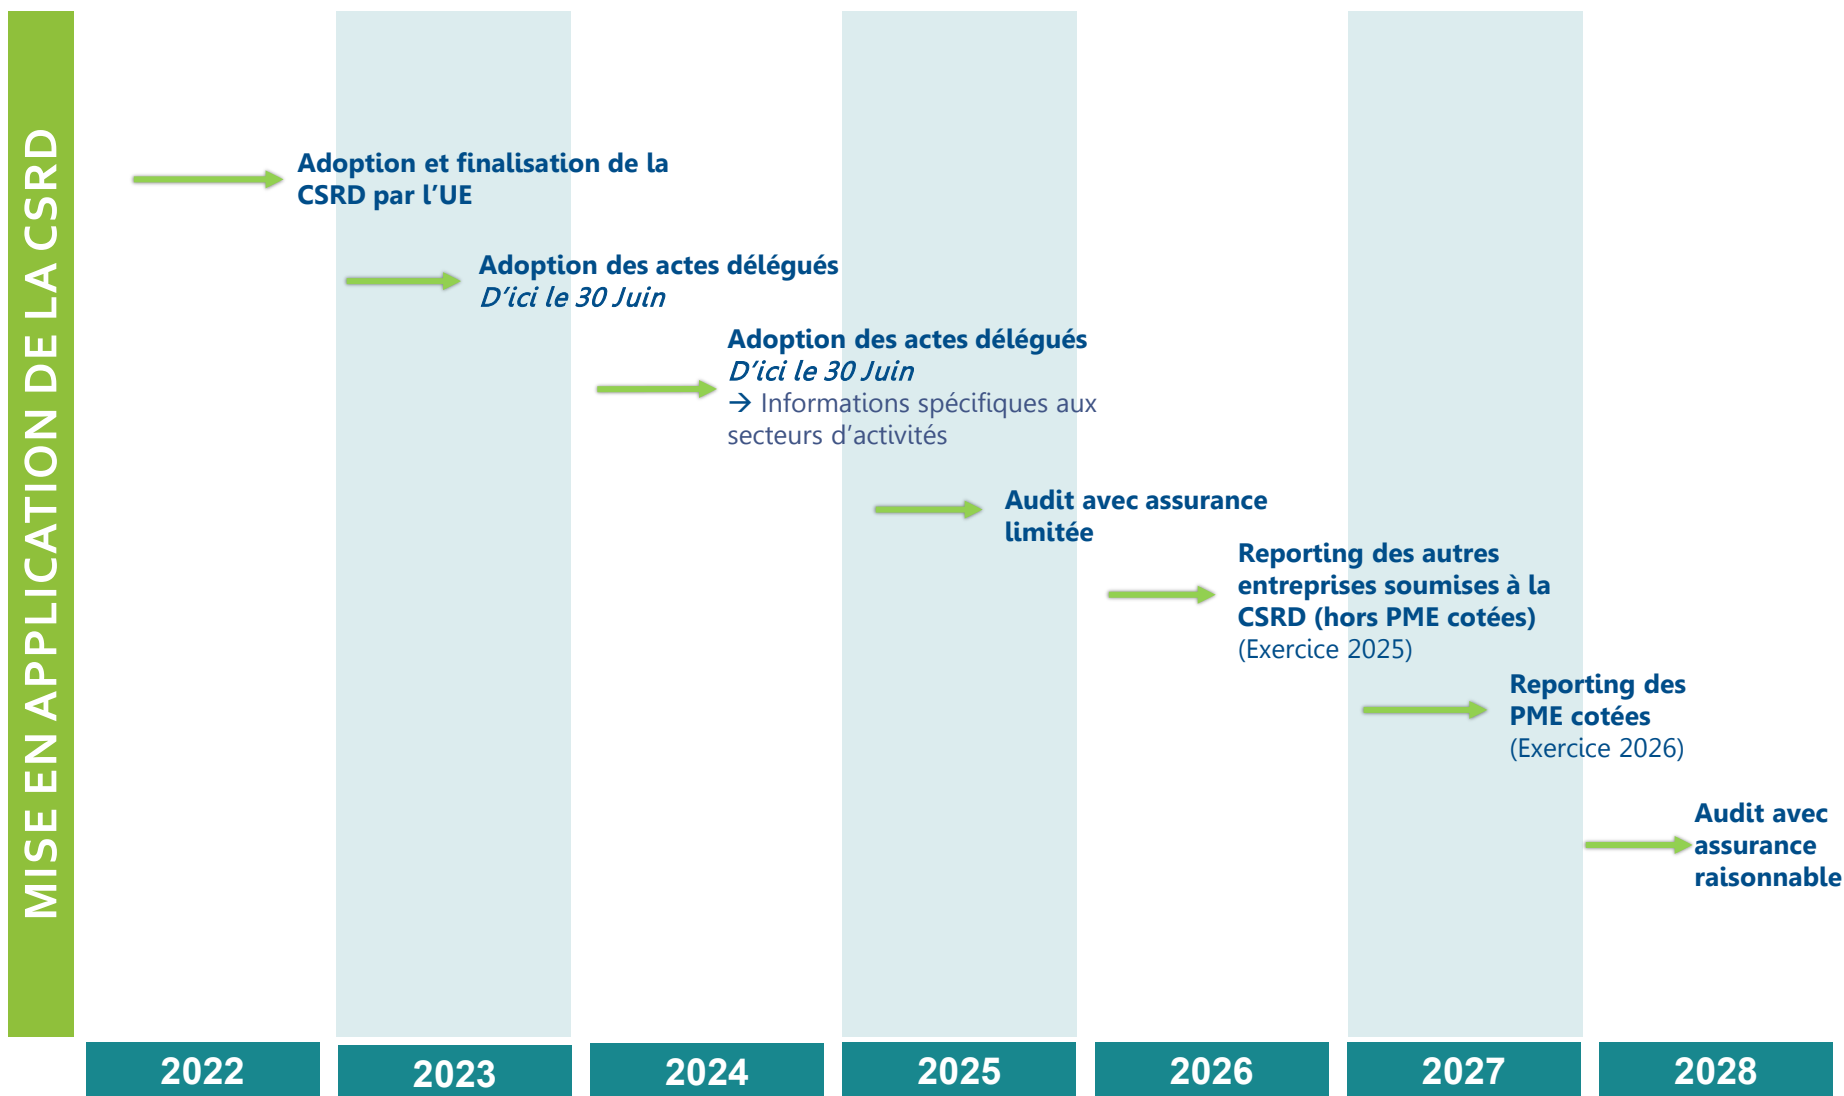 MISE EN APPLICATION DE LA CSRD
Adoption et finalisation de la
CSRD par l’UE
Adoption des actes délégués
D’ici le 30 Juin
Adoption des actes délégués
D’ici le 30 Juin
→ Informations spécifiques aux
secteurs d’activités
Audit avec assurance
limitée
Reporting des autres
entreprises soumises à la
CSRD (hors PME cotées)
(Exercice 2025)
Reporting des
PME cotées
(Exercice 2026)
Audit avec
assurance
raisonnable
2022
2023
2024
2025
2026
2027
2028